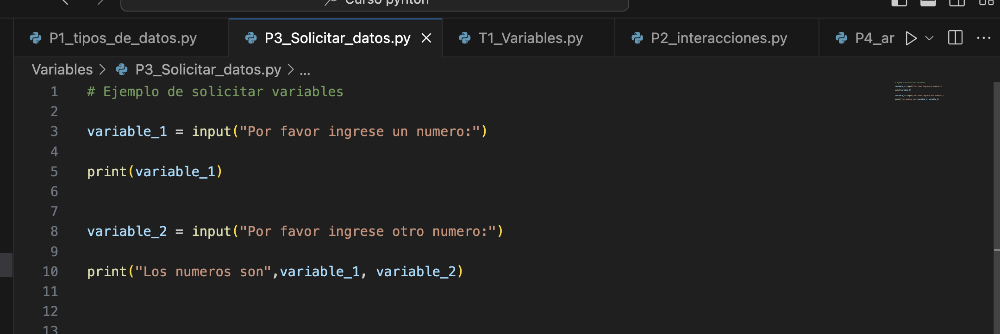 Curso python
P1_tipos_de_datos.py P3_Solicitar_datos.py T1_Variables.py P2_interacciones.py P4_ar
Variables > P3_Solicitar_datos.py > ...
1 # Ejemplo de solicitar variables
2
3 variable_1 = input("Por favor ingrese un numero:")
4
5 print(variable_1)
6
7
8 variable_2 = input("Por favor ingrese otro numero:")
9
10 print("Los numeros son",variable_1, variable_2)
11
12
13